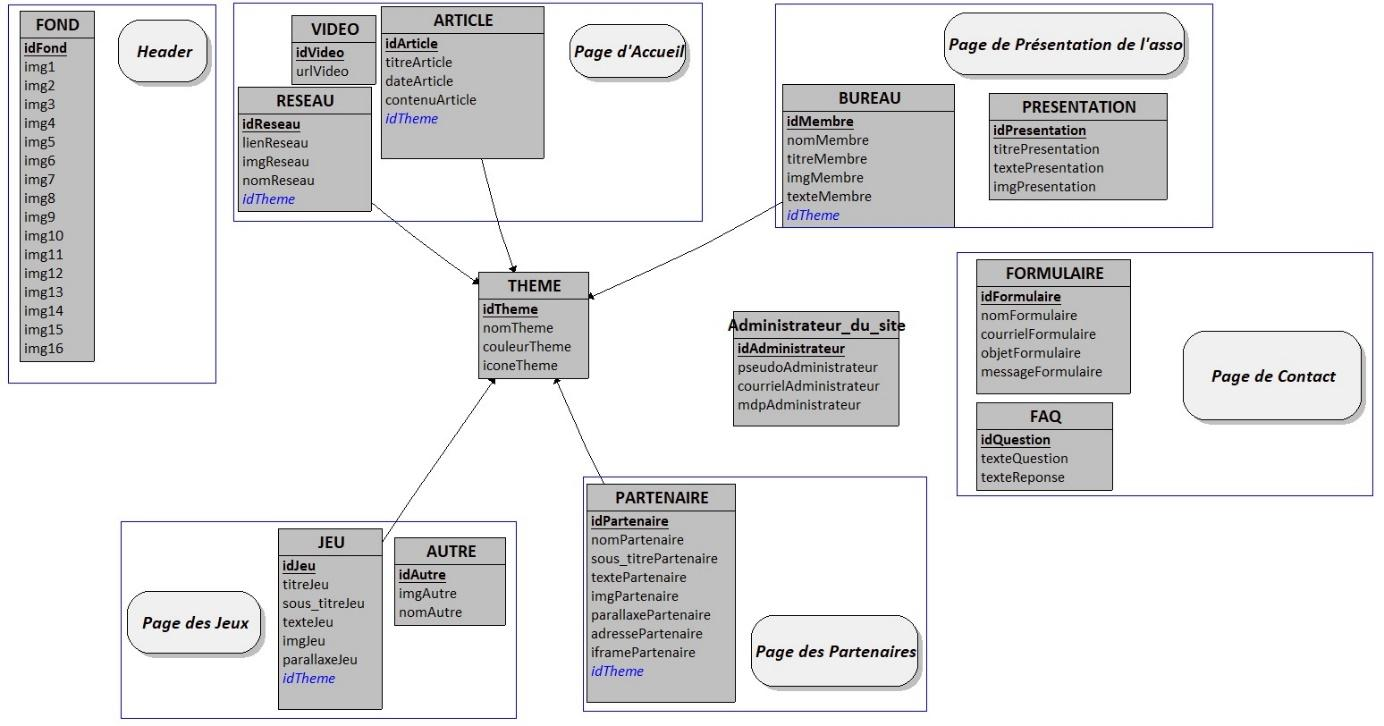 FOND
idFond
img1
img2
img3
img4
img5
img6
img7
img8
img9
img10
img11
img12
img13
img14
img15
img16
Header
VIDEO
idVideo
urlVideo
RESEAU
idReseau
lienReseau
imgReseau
nomReseau
idTheme
ARTICLE
idArticle
titreArticle
dateArticle
contenuArticle
idTheme
Page d'Accueil
Page de Présentation de l'asso
BUREAU
idMembre
nomMembre
titreMembre
imgMembre
texteMembre
idTheme
PRESENTATION
idPresentation
titrePresentation
textePresentation
imgPresentation
THEME
idTheme
nomTheme
couleurTheme
iconeTheme
Administrateur_du_site
idAdministrateur
pseudoAdministrateur
courrielAdministrateur
mdpAdministrateur
FORMULAIRE
idFormulaire
nomFormulaire
courrielFormulaire
objetFormulaire
messageFormulaire
FAQ
idQuestion
texteQuestion
texteReponse
Page de Contact
Page des Jeux
JEU
idJeu
titreJeu
sous_titreJeu
texteJeu
imgJeu
parallaxeJeu
idTheme
AUTRE
idAutre
imgAutre
nomAutre
PARTENAIRE
idPartenaire
nomPartenaire
sous_titrePartenaire
textePartenaire
imgPartenaire
parallaxePartenaire
adressePartenaire
iframePartenaire
idTheme
Page des Partenaires